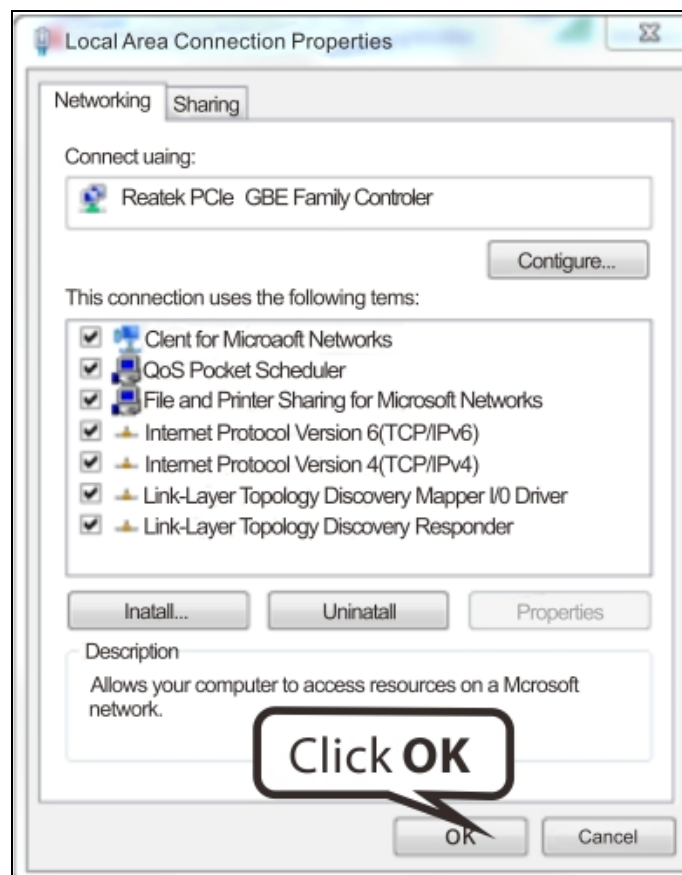 Local Area Connection Properties
Networking
Sharing
Connect uaing:
Reatek PCle GBE Family Controler
Contigure...
This connection uses the following tems:
Clent for Microaoft Networks
QoS Pocket Scheduler
File and Printer Sharing for Microsoft Networks
Internet Protocol Version 6(TCP/IPv6)
Internet Protocol Version 4(TCP/IPv4)
Link-Layer Topology Discovery Mapper I/0 Driver
Link-Layer Topology Discovery Responder
Inatall...
Uninatall
Properties
Description
Allows your computer to access resources on a Mcrosoft
network.
Click OK
OK
Cancel